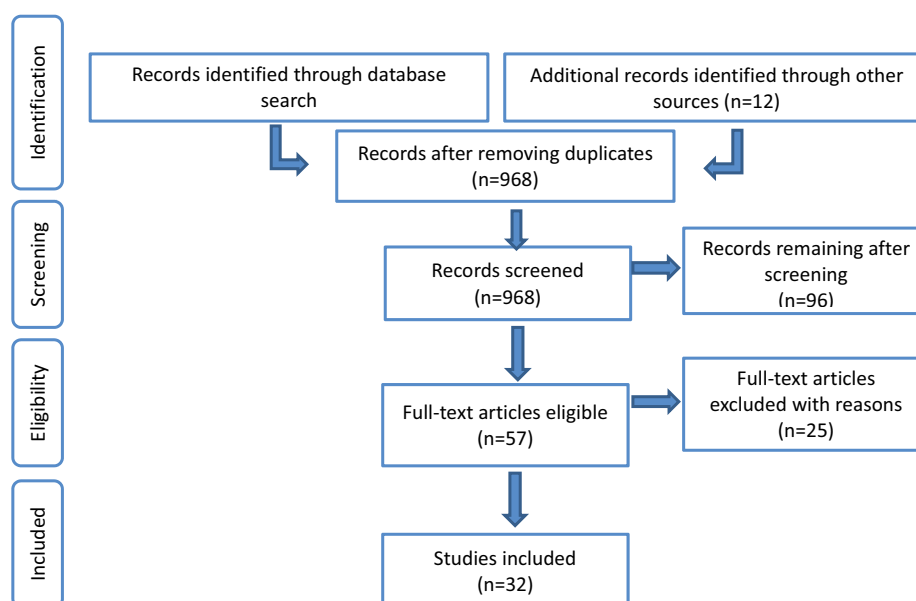 Identification
Records identified through database
search
Additional records identified through other
sources (n=12)
Records after removing duplicates
(n=968)
Screening
Records screened
(n=968)
Records remaining after
screening
(n=96)
Eligibility
Full-text articles eligible
(n=57)
Full-text articles
excluded with reasons
(n=25)
Included
Studies included
(n=32)